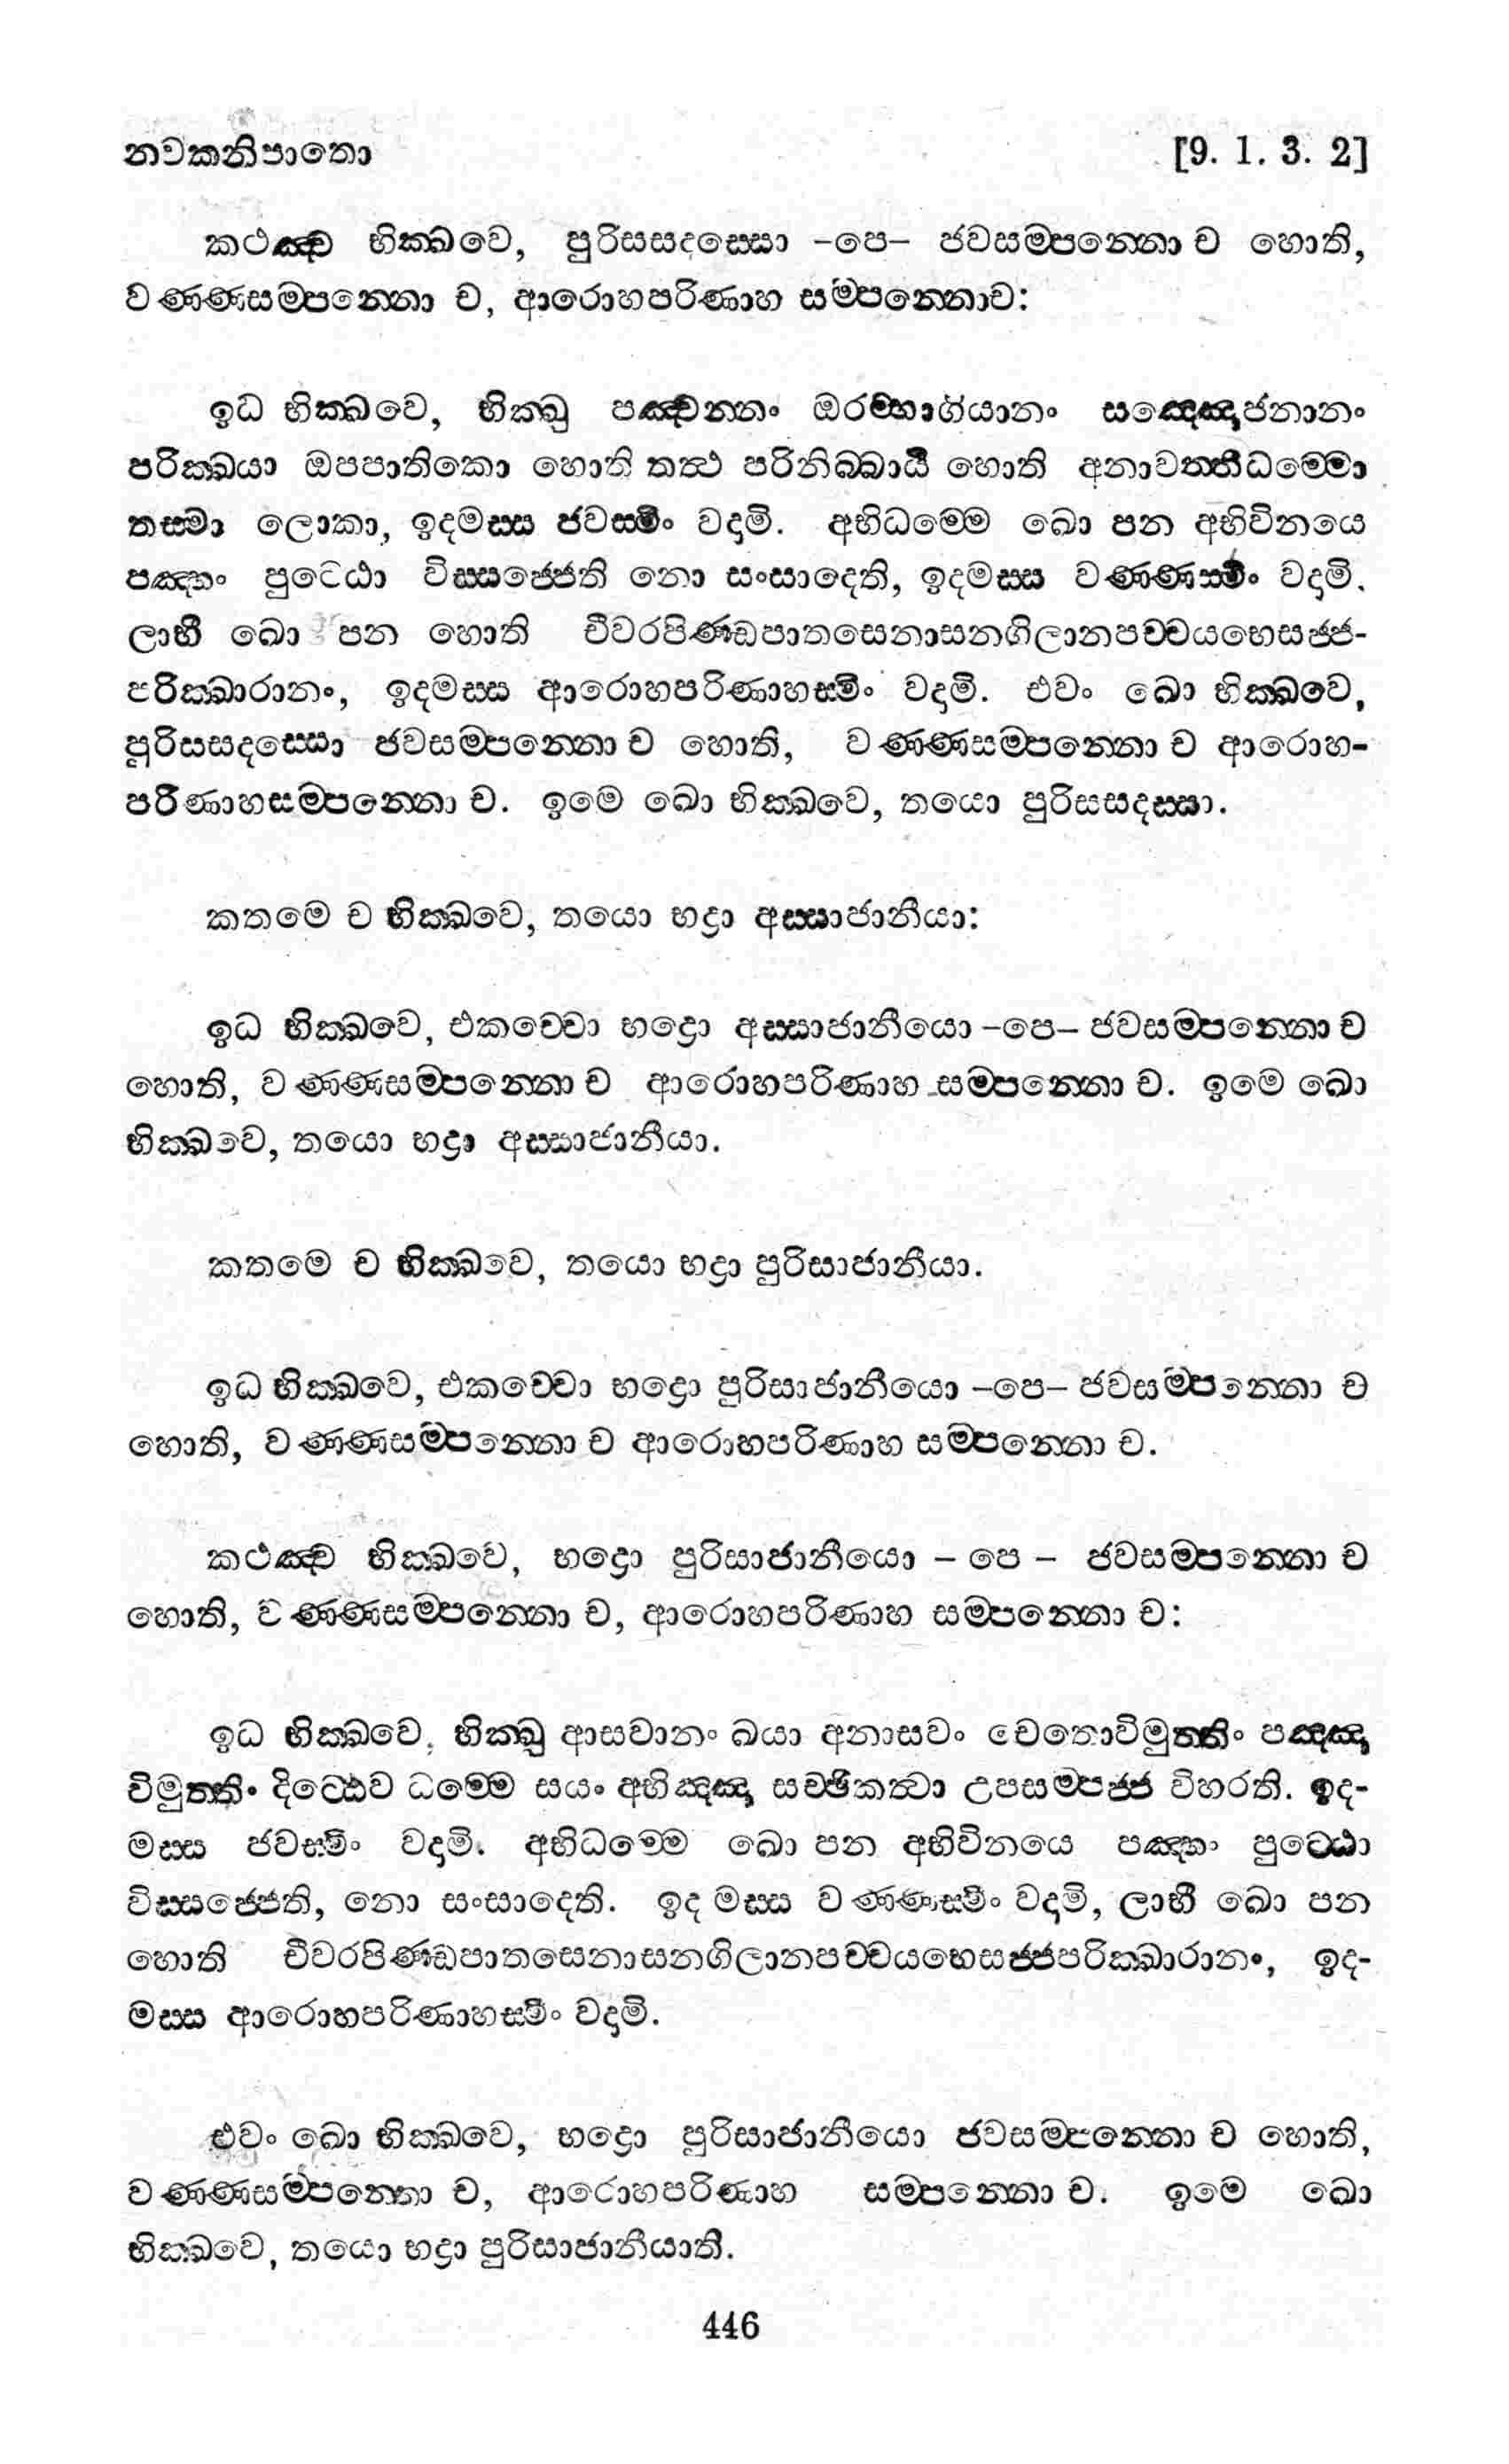 නවකනිපාතො [9. 1. 3. 2]
කථඤ්ච භික්ඛවෙ, පුරිසසදස්සො -පෙ- ජවසම්පන්නො ච හොති,
වණ්ණසම්පන්නො ච, ආරොහපරිණාහ සම්පන්නොච:
ඉධ භික්ඛවෙ, භික්ඛු පඤ්චන්නං ඔරම්භාගියානං සඤ්ඤොජනානං
පරික්ඛයා ඔපපාතිකො හොති තත්ථ පරිනිබ්බායී හොති අනාවත්තිධම්මො
තස්මා ලොකා, ඉදමස්ස ජවස්මිං වදාමි. අභිධම්මෙ ඛො පන අභිවිනයෙ
පඤ්හං පුට්ඨො විස්සජ්ජෙති නො සංසාදෙති, ඉදමස්ස වණ්ණස්මිං වදාමි.
ලාභී ඛො පන හොති චීවරපිණ්ඩපාතසෙනාසනගිලානපච්චයභෙසජ්ජ-
පරික්ඛාරානං, ඉදමස්ස ආරොහපරිණාහස්මිං වදාමි. එවං ඛො භික්ඛවෙ,
පුරිසසදස්සො ජවසම්පන්නො ච හොති, වණ්ණසම්පන්නො ච ආරොහ-
පරිණාහසම්පන්නො ච. ඉමෙ ඛො භික්ඛවෙ, තයො පුරිසසදස්සා.
කතමෙ ච භික්ඛවෙ, තයො භද්‍රා අස්සාජානීයා:
ඉධ භික්ඛවෙ, එකච්චො භද්‍රො අස්සාජානීයො -පෙ- ජවසම්පන්නො ච
හොති, වණ්ණසම්පන්නො ච ආරොහපරිණාහ සම්පන්නො ච. ඉමෙ ඛො
භික්ඛවෙ, තයො භද්‍රා අස්සාජානීයා.
කතමෙ ච භික්ඛවෙ, තයො භද්‍රා පුරිසාජානීයා.
ඉධ භික්ඛවෙ, එකච්චො භද්‍රො පුරිසාජානීයො -පෙ- ජවසම්පන්නො ච
හොති, වණ්ණසම්පන්නො ච ආරොහපරිණාහ සම්පන්නො ච.
කථඤ්ච භික්ඛවෙ, භද්‍රො පුරිසාජානීයො - පෙ - ජවසම්පන්නො ච
හොති, වණ්ණසම්පන්නො ච, ආරොහපරිණාහ සම්පන්නො ච:
ඉධ භික්ඛවෙ, භික්ඛු ආසවානං ඛයා අනාසවං චෙතොවිමුත්තිං පඤ්ඤා
විමුත්තිං දිට්ඨෙව ධම්මෙ සයං අභිඤ්ඤා සච්ඡිකත්වා උපසම්පජ්ජ විහරති. ඉද-
මස්ස ජවස්මිං වදාමි. අභිධම්මෙ ඛො පන අභිවිනයෙ පඤ්හං පුට්ඨො
විස්සජ්ජෙති, නො සංසාදෙති. ඉද මස්ස වණ්ණස්මිං වදාමි, ලාභී ඛො පන
හොති චීවරපිණ්ඩපාතසෙනාසනගිලානපච්චයභෙසජ්ජපරික්ඛාරානං, ඉද-
මස්ස ආරොහපරිණාහස්මිං වදාමි.
එවං ඛො භික්ඛවෙ, භද්‍රො පුරිසාජානීයො ජවසම්පන්නො ච හොති,
වණ්ණසම්පන්නො ච, ආරොහපරිණාහ සම්පන්නො ච. ඉමෙ ඛො
භික්ඛවෙ, තයො භද්‍රා පුරිසාජානීයාති.
446